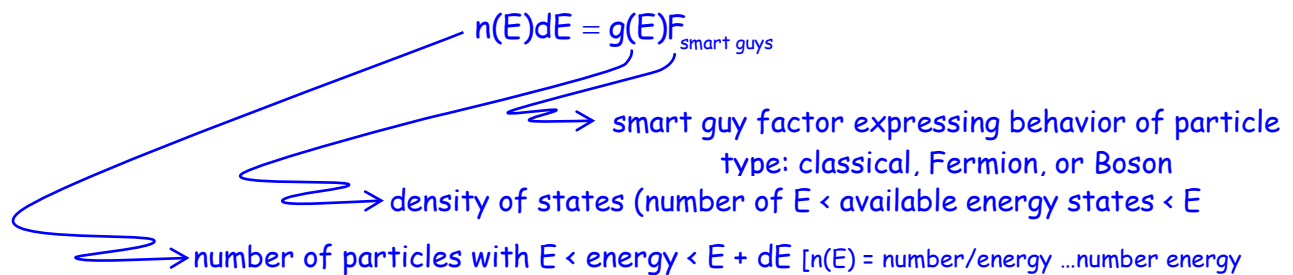 n(E)dE = g(E)F smart guys
smart guy factor expressing behavior of particle
type: classical, Fermion, or Boson
density of states (number of E < available energy states < E
number of particles with E < energy < E + dE [n(E) = number/energy ...number energy